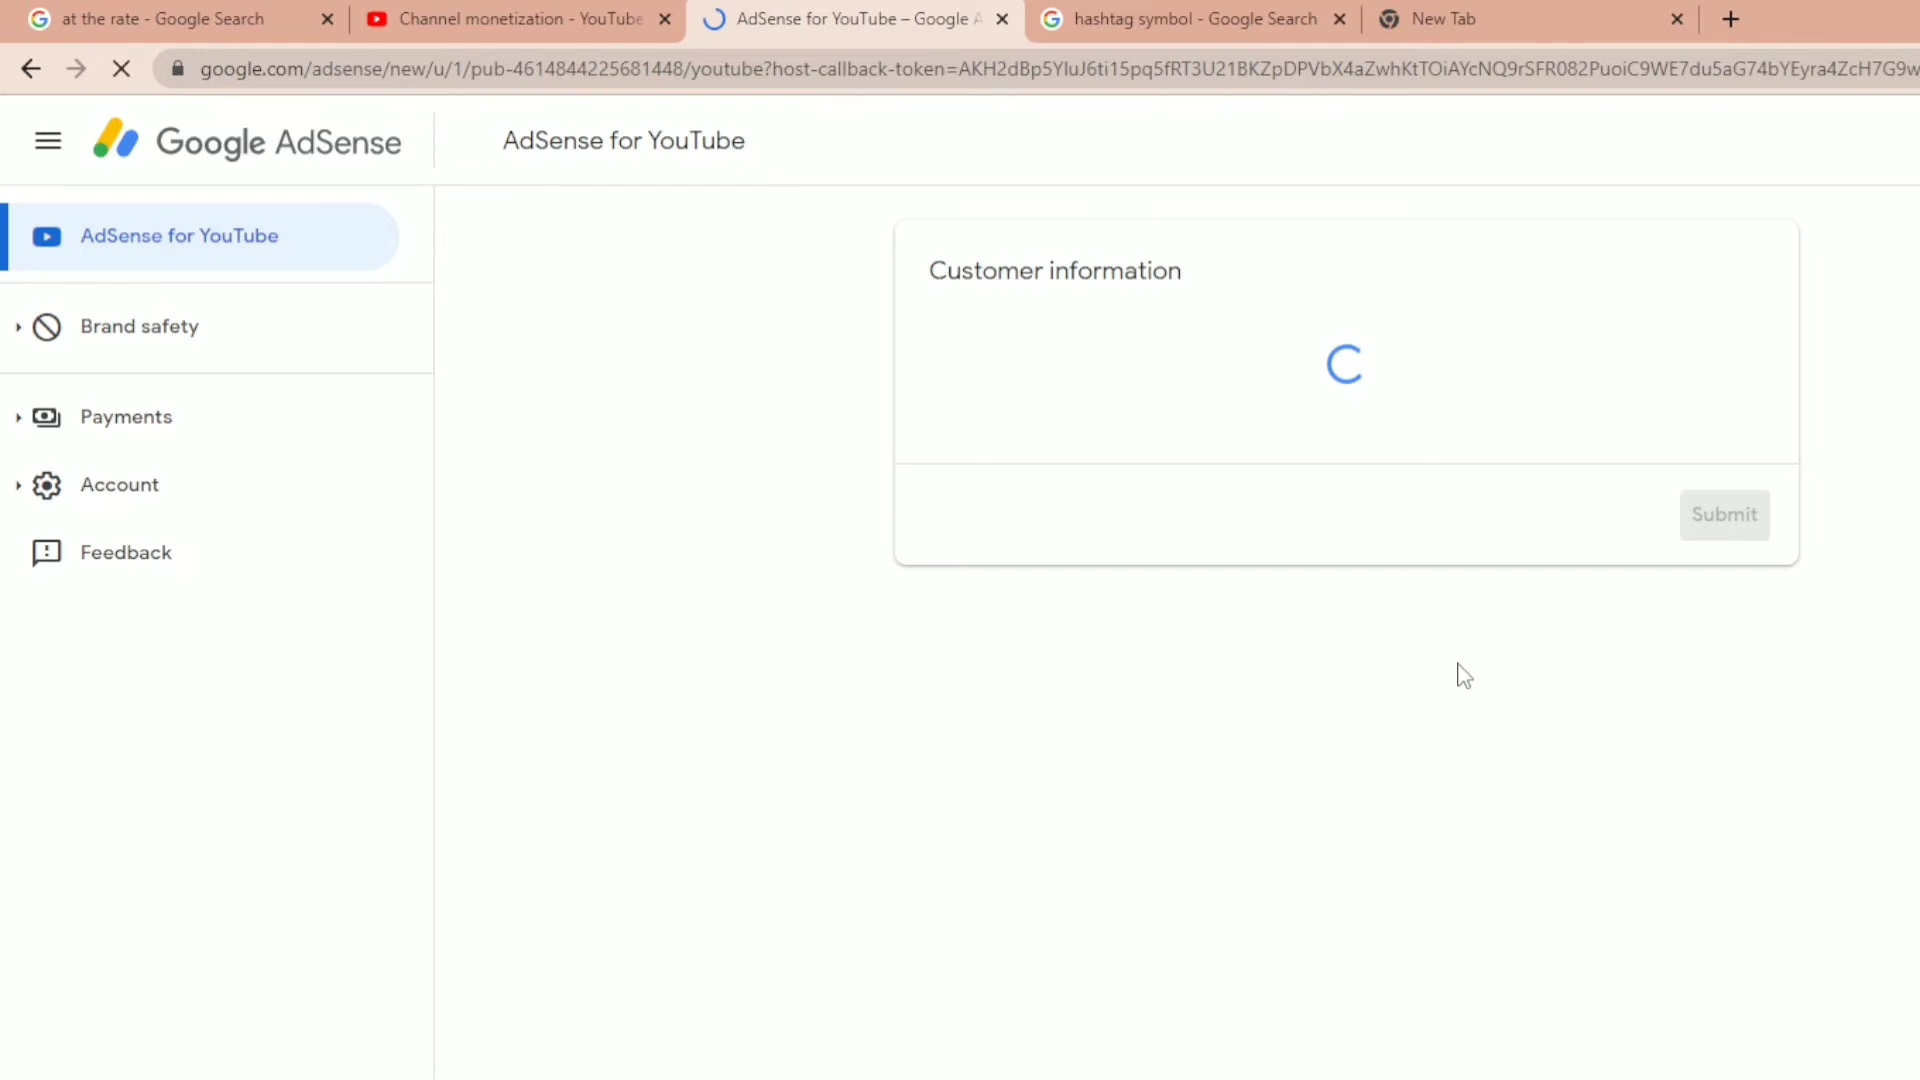 at the rate - Google Search
Channel monetization - YouTube
AdSense for YouTube – Google A
hashtag symbol - Google Search
New Tab
google.com/adsense/new/u/1/pub-4614844225681448/youtube?host-callback-token=AKH2dBp5YIuJ6ti15pq5fRT3U21BKZpDPVbX4aZwhKtTOiAYcNQ9rSFR082PuoiC9WE7du5aG74bYEyra4ZcH7G9w
Google AdSense
AdSense for YouTube
AdSense for YouTube
Brand safety
Payments
Account
Feedback
Customer information
Submit